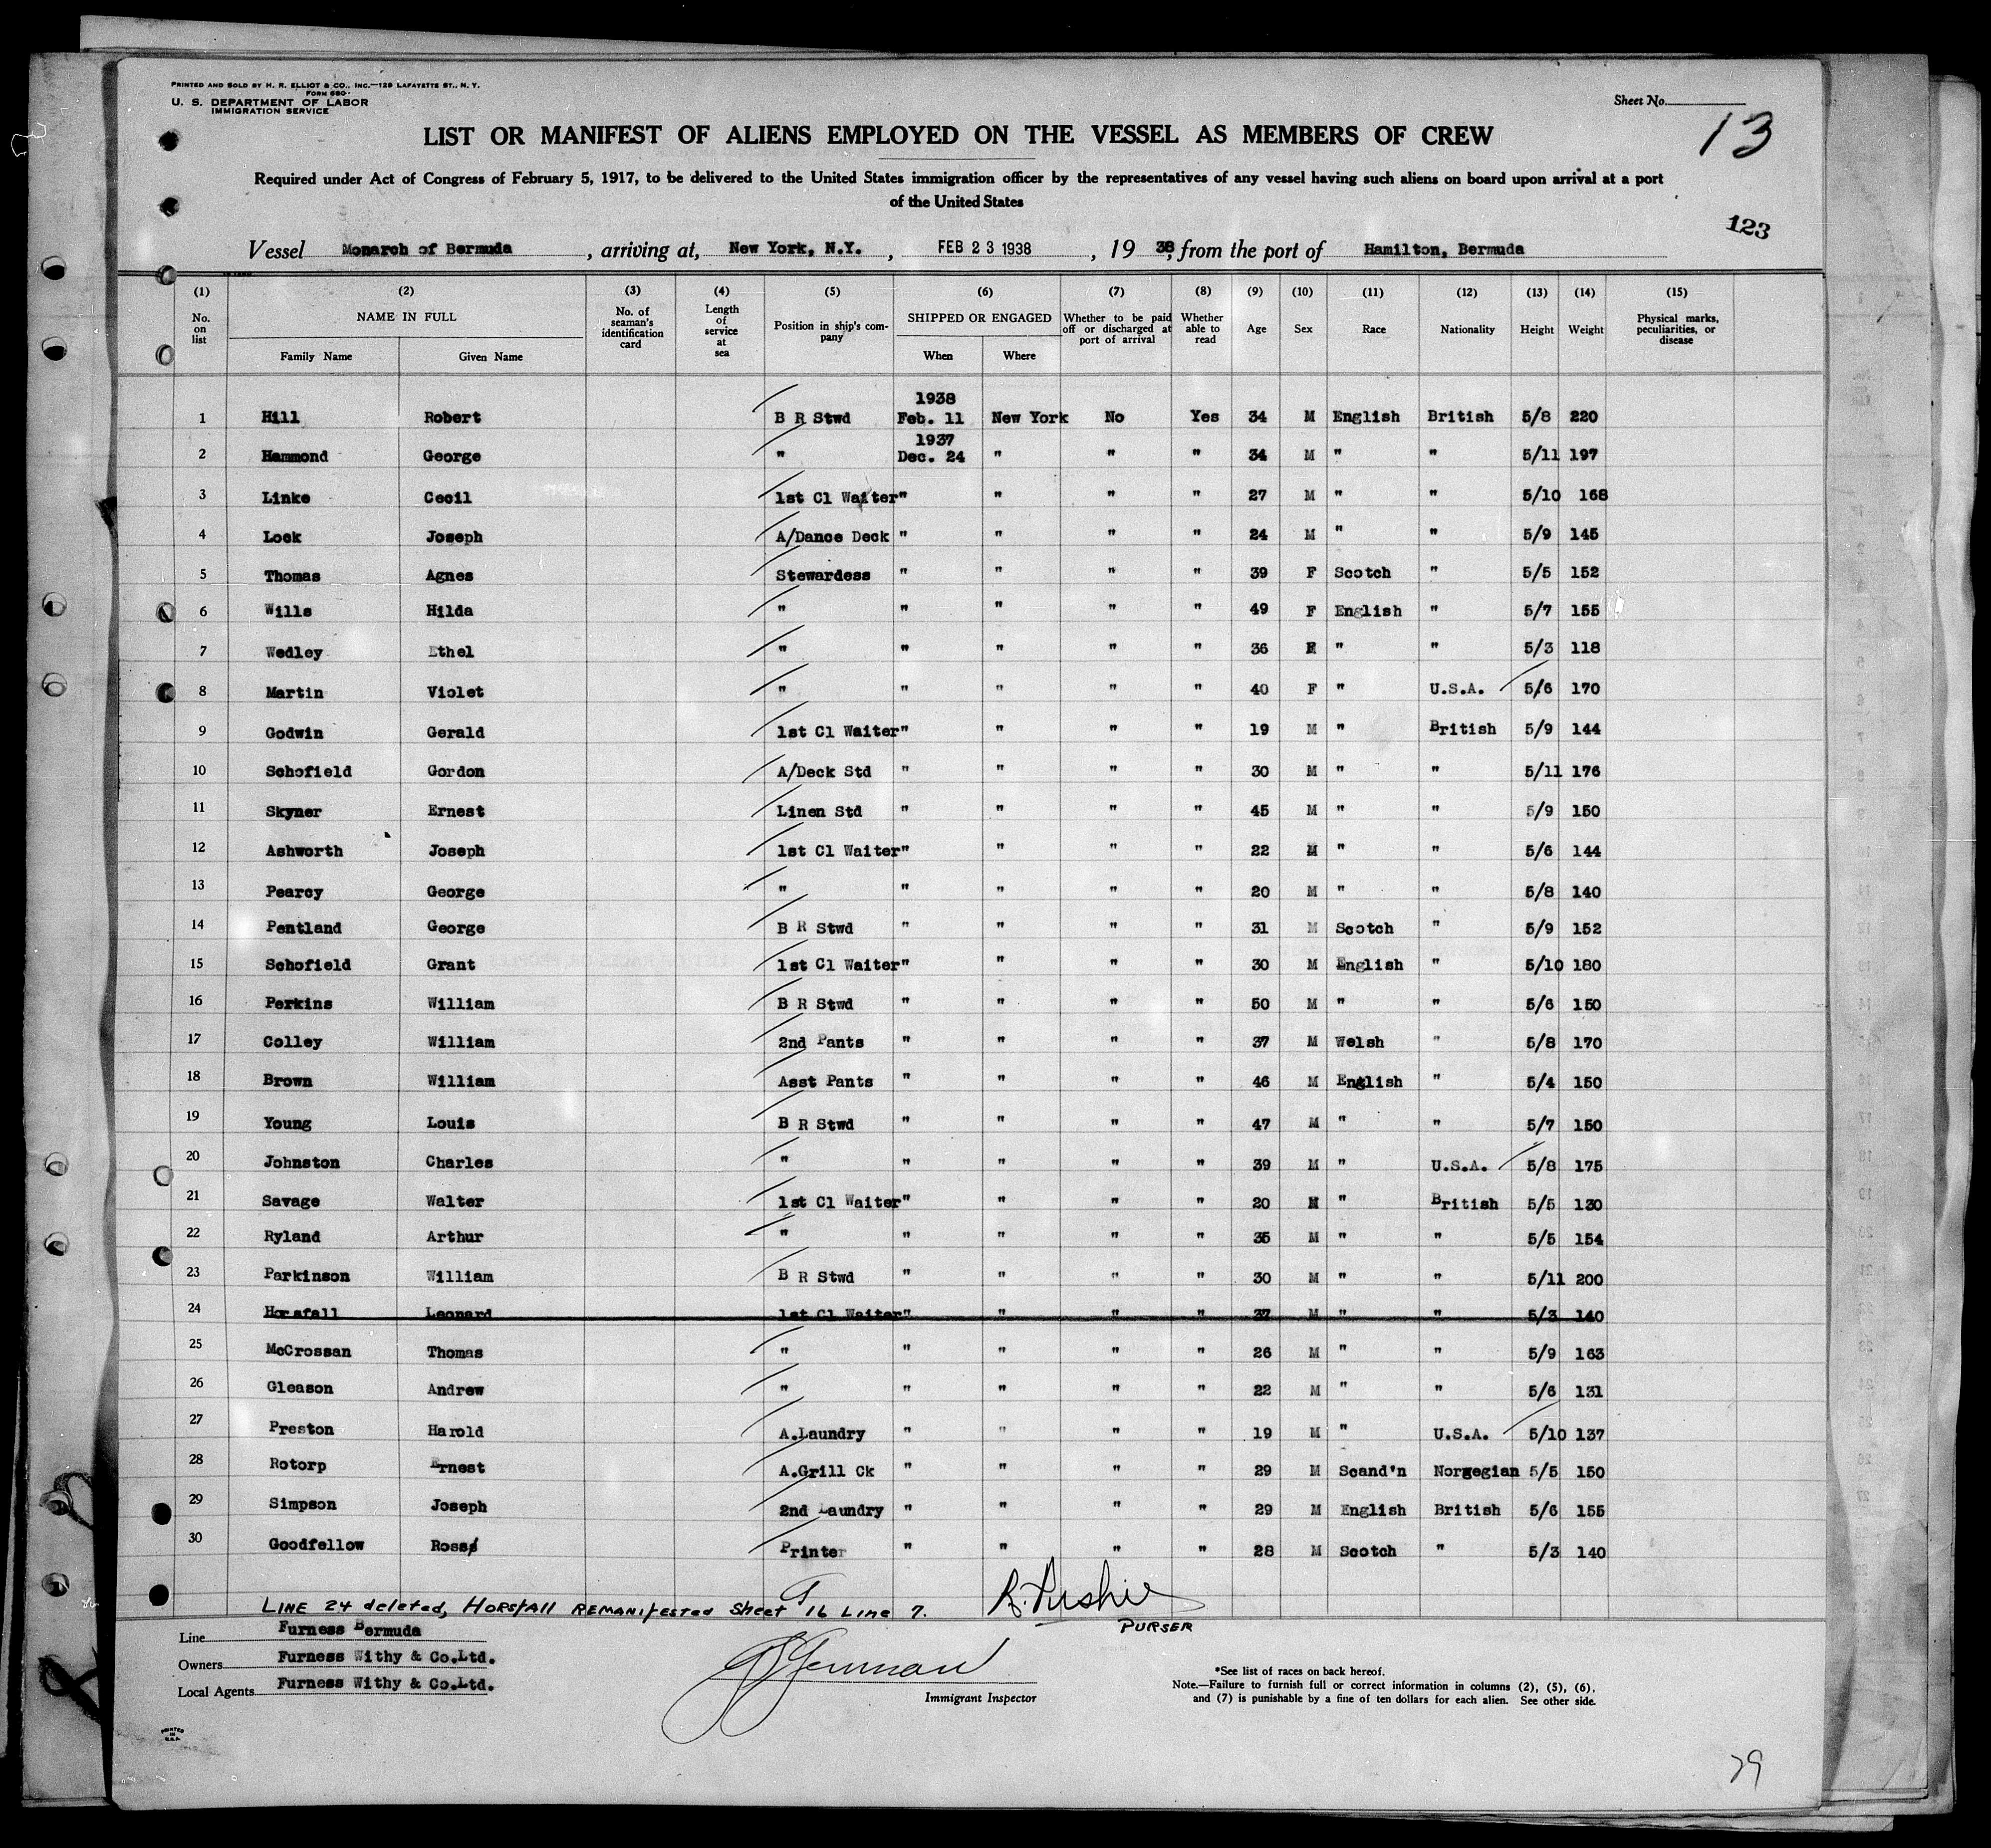 PRINTED AND SOLD BY H. R. ELLIOT & CO., INC.—129 LAFAYETTE ST., N. Y.
FORM 680
U. S. DEPARTMENT OF LABOR
IMMIGRATION SERVICE
Sheet No.
13
LIST OR MANIFEST OF ALIENS EMPLOYED ON THE VESSEL AS MEMBERS OF CREW
Required under Act of Congress of February 5, 1917, to be delivered to the United States immigration officer by the representatives of any vessel having such aliens on board upon arrival at a port
of the United States
123
Vessel Monarch of Bermuda , arriving at, New York, N.Y. , FEB 23 1938 , 19 38, from the port of Hamilton, Bermuda
(1) (2) (3) (4) (5) (6) (7) (8) (9) (10) (11) (12) (13) (14) (15)
No. on list NAME IN FULL Family Name Given Name No. of seaman's identification card Length of service at sea Position in ship's company SHIPPED OR ENGAGED When Where Whether to be paid off or discharged at port of arrival Whether able to read Age Sex Race Nationality Height Weight Physical marks, peculiarities, or disease
1938
1 Hill Robert B R Stwd Feb. 11 New York No Yes 34 M English British 5/8 220
1937
2 Hammond George " Dec. 24 " " " 34 M " " 5/11 197
3 Linke Cecil 1st Cl Waiter " " " " 27 M " " 5/10 168
4 Lock Joseph A/Dance Deck " " " " 24 M " " 5/9 145
5 Thomas Agnes Stewardess " " " " 39 F Scotch " 5/5 152
6 Wills Hilda " " " " " 49 F English " 5/7 155
7 Wedley Ethel " " " " " 36 F " " 5/3 118
8 Martin Violet " " " " " 40 F " U.S.A. 5/6 170
9 Godwin Gerald 1st Cl Waiter " " " " 19 M " British 5/9 144
10 Schofield Gordon A/Deck Std " " " " 30 M " " 5/11 176
11 Skyner Ernest Linen Std " " " " 45 M " " 5/9 150
12 Ashworth Joseph 1st Cl Waiter " " " " 22 M " " 5/6 144
13 Pearcy George " " " " " 20 M " " 5/8 140
14 Pentland George B R Stwd " " " " 31 M Scotch " 5/9 152
15 Schofield Grant 1st Cl Waiter " " " " 30 M English " 5/10 180
16 Perkins William B R Stwd " " " " 50 M " " 5/6 150
17 Colley William 2nd Pants " " " " 37 M Welsh " 5/8 170
18 Brown William Asst Pants " " " " 46 M English " 5/4 150
19 Young Louis B R Stwd " " " " 47 M " " 5/7 150
20 Johnston Charles " " " " " 39 M " U.S.A. 5/8 175
21 Savage Walter 1st Cl Waiter " " " " 20 M " British 5/5 130
22 Ryland Arthur " " " " " 35 M " " 5/5 154
23 Parkinson William B R Stwd " " " " 30 M " " 5/11 200
24 Horsfall Leonard 1st Cl Waiter " " " " 37 M " " 5/3 140
25 McCrossan Thomas " " " " " 26 M " " 5/9 163
26 Gleason Andrew " " " " " 22 M " " 5/6 131
27 Preston Harold A.Laundry " " " " 19 M " U.S.A. 5/10 137
28 Rotorp Ernest A.Grill Ck " " " " 29 M Scand'n Norgegian 5/5 150
29 Simpson Joseph 2nd Laundry " " " " 29 M English British 5/6 155
30 Goodfellow Ross Printer " " " " 28 M Scotch " 5/3 140
LINE 24 deleted, HORSfALL REMANIfested Sheet 16 Line 7.
PURSER
Line Furness Bermuda
Owners Furness Withy & Co.Ltd.
Local Agents Furness Withy & Co.Ltd.
Immigrant Inspector
*See list of races on back hereof.
Note.—Failure to furnish full or correct information in columns (2), (5), (6),
and (7) is punishable by a fine of ten dollars for each alien. See other side.
PRINTED
IN
U.S.A.
29